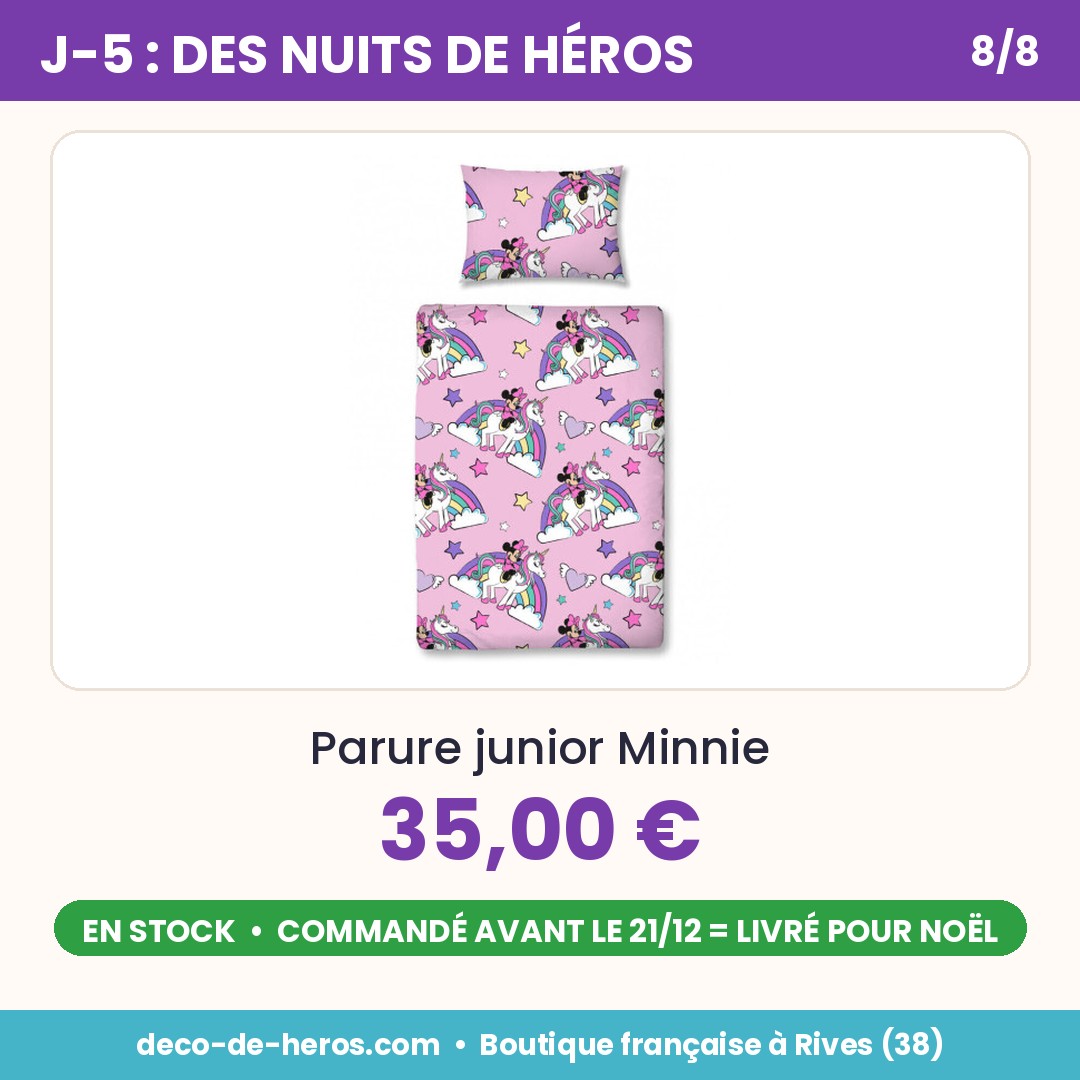 J-5 : DES NUITS DE HÉROS
8/8
Parure junior Minnie
35,00 €
EN STOCK • COMMANDÉ AVANT LE 21/12 = LIVRÉ POUR NOËL
deco-de-heros.com • Boutique française à Rives (38)